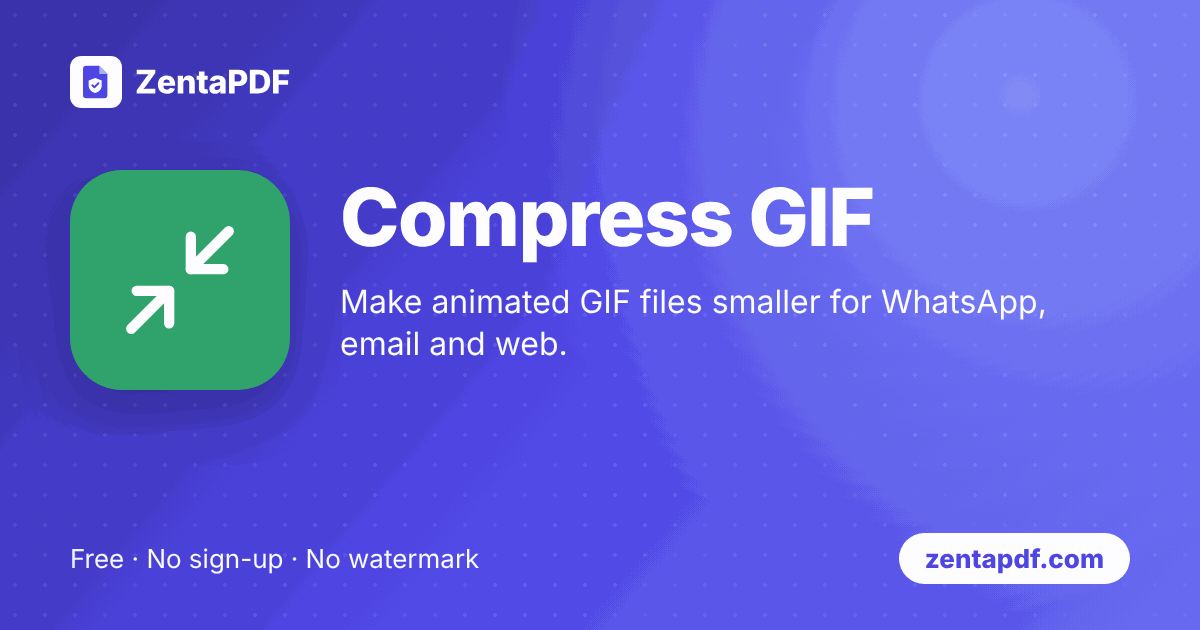 ZentaPDF
Compress GIF
Make animated GIF files smaller for WhatsApp,
email and web.
Free · No sign-up · No watermark
zentapdf.com